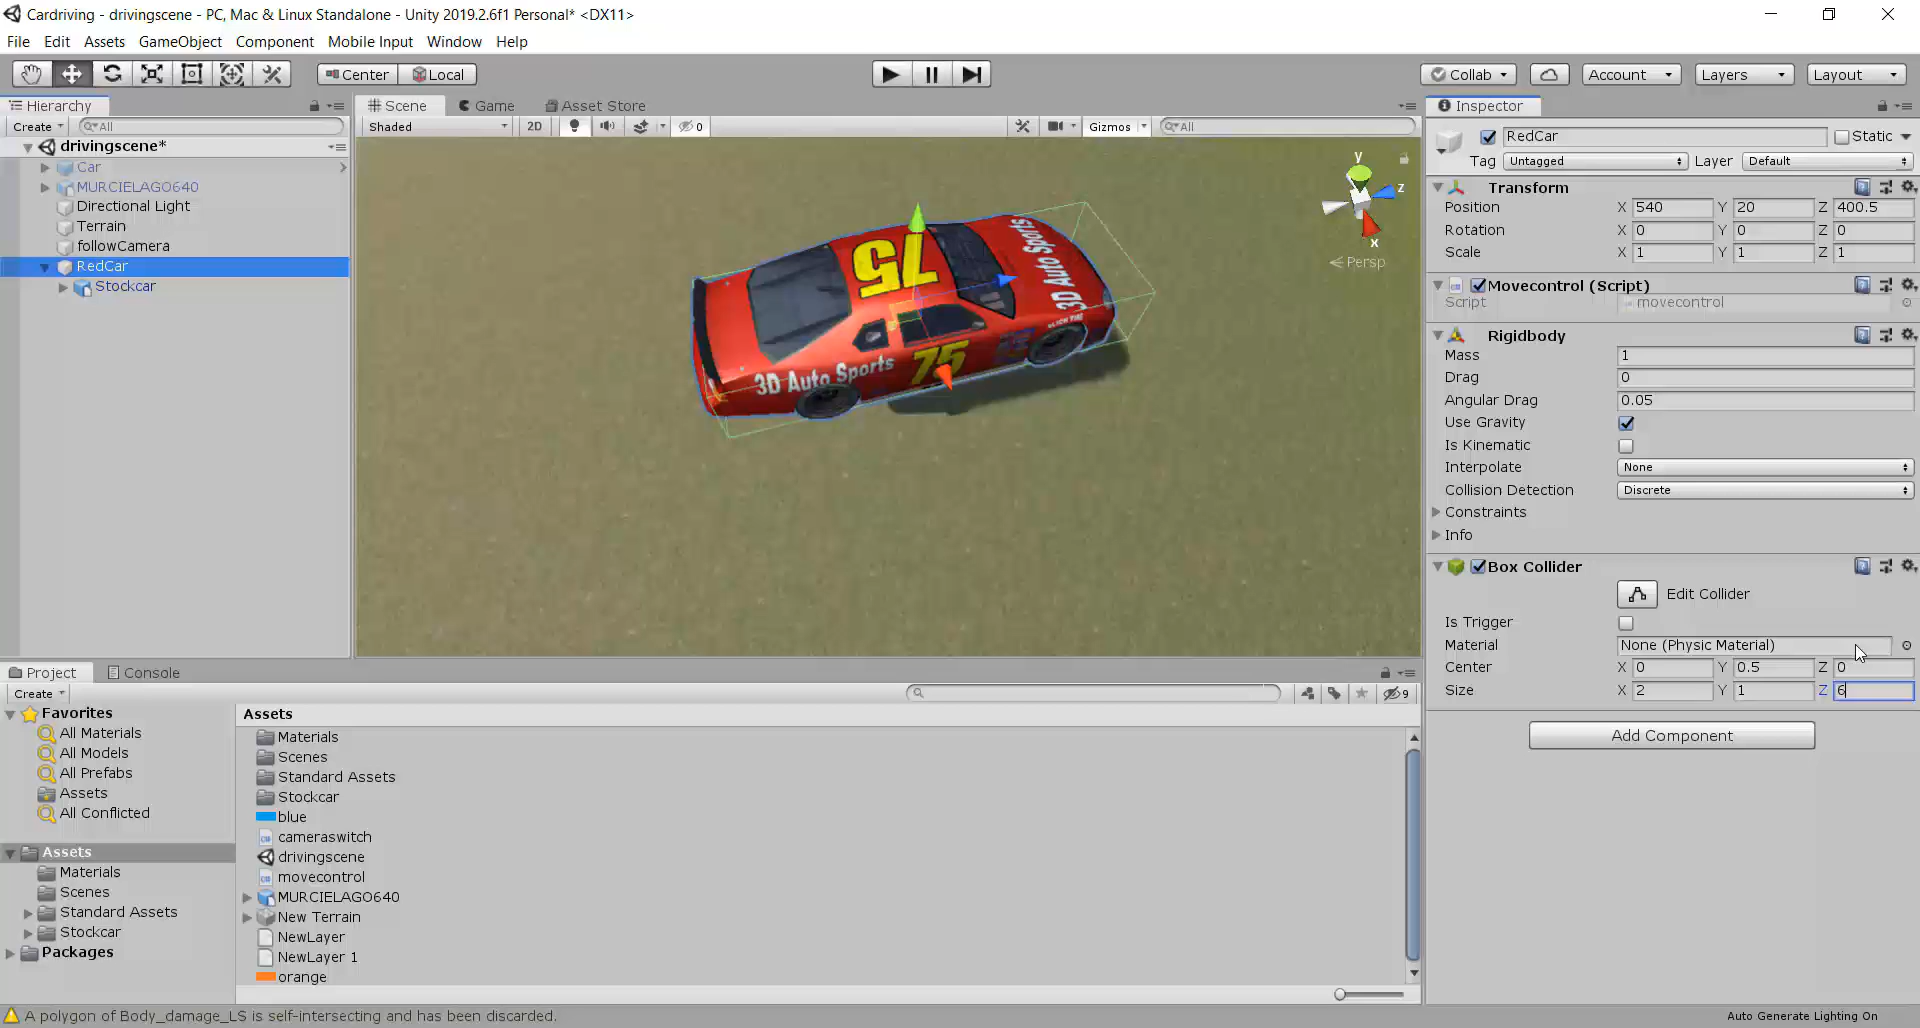 Cardriving - drivingscene - PC, Mac & Linux Standalone - Unity 2019.2.6f1 Personal* <DX11>
File Edit Assets GameObject Component Mobile Input Window Help
Center Local Collab Account Layers Layout
Hierarchy
Create All
drivingscene*
Car
MURCIELAGO640
Directional Light
Terrain
followCamera
RedCar
Stockcar
Scene Game Asset Store
Shaded 2D 0 Gizmos All
y
z
x
Persp
75
3D Auto Sports
3D Auto Sports
75
Inspector
RedCar Static
Tag Untagged Layer Default
Transform
Position X 540 Y 20 Z 400.5
Rotation X 0 Y 0 Z 0
Scale X 1 Y 1 Z 1
Movecontrol (Script)
Script movecontrol
Rigidbody
Mass 1
Drag 0
Angular Drag 0.05
Use Gravity
Is Kinematic
Interpolate None
Collision Detection Discrete
Constraints
Info
Box Collider
Edit Collider
Is Trigger
Material None (Physic Material)
Center X 0 Y 0.5 Z 0
Size X 2 Y 1 Z 6
Add Component
Project Console
Create 9
Favorites
All Materials
All Models
All Prefabs
Assets
All Conflicted
Assets
Materials
Scenes
Standard Assets
Stockcar
Packages
Assets
Materials
Scenes
Standard Assets
Stockcar
blue
cameraswitch
drivingscene
movecontrol
MURCIELAGO640
New Terrain
NewLayer
NewLayer 1
orange
A polygon of Body_damage_LS is self-intersecting and has been discarded.
Auto Generate Lighting On